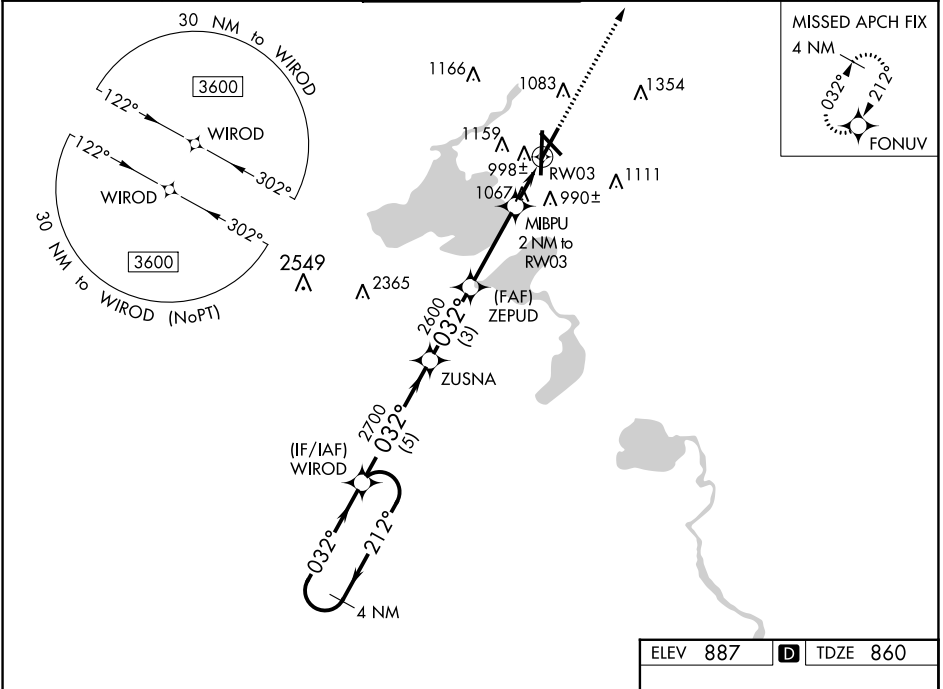 30 NM to WIROD
3600
122°
WIROD
302°
122°
WIROD
302°
3600
30 NM to WIROD (NoPT)
MISSED APCH FIX
4 NM
032°
212°
FONUV
1166
1083
1354
1159
998±
RW03
1067
990±
1111
MIBPU
2 NM to
RW03
2549
2365
(FAF)
ZEPUD
2600
032°
(3)
ZUSNA
2700
032°
(5)
(IF/IAF)
WIROD
032°
212°
4 NM
ELEV 887 D TDZE 860